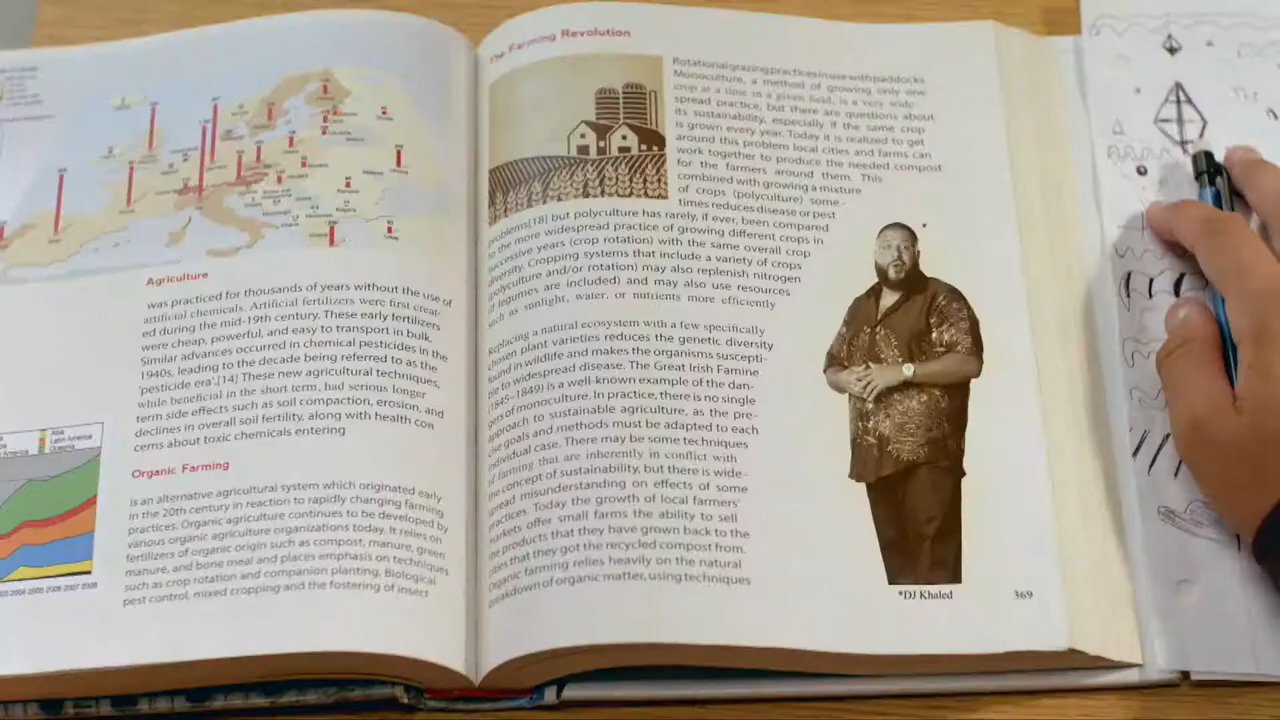 Agriculture
was practiced for thousands of years without the use of
artificial chemicals. Artificial fertilizers were first creat-
ed during the mid-19th century. These early fertilizers
were cheap, powerful, and easy to transport in bulk.
Similar advances occurred in chemical pesticides in the
1940s, leading to the decade being referred to as the
'pesticide era'.[14] These new agricultural techniques,
while beneficial in the short term, had serious longer
term side effects such as soil compaction, erosion, and
declines in overall soil fertility, along with health con
cerns about toxic chemicals entering
Asia
Latin America
Oceania
2004 2005 2006 2007 2008
Organic Farming
is an alternative agricultural system which originated early
in the 20th century in reaction to rapidly changing farming
practices. Organic agriculture continues to be developed by
various organic agriculture organizations today. It relies on
fertilizers of organic origin such as compost, manure, green
manure, and bone meal and places emphasis on techniques
such as crop rotation and companion planting. Biological
pest control, mixed cropping and the fostering of insect
The Farming Revolution
Rotational grazing practices in use with paddocks.
Monoculture, a method of growing only one
crop at a time in a given field, is a very wide-
spread practice, but there are questions about
its sustainability, especially if the same crop
is grown every year. Today it is realized to get
around this problem local cities and farms can
work together to produce the needed compost
for the farmers around them. This
combined with growing a mixture
of crops (polyculture) some-
times reduces disease or pest
problems[18] but polyculture has rarely, if ever, been compared
to the more widespread practice of growing different crops in
successive years (crop rotation) with the same overall crop
diversity. Cropping systems that include a variety of crops
(polyculture and/or rotation) may also replenish nitrogen
(if legumes are included) and may also use resources
such as sunlight, water, or nutrients more efficiently
Replacing a natural ecosystem with a few specifically
chosen plant varieties reduces the genetic diversity
found in wildlife and makes the organisms suscepti-
ble to widespread disease. The Great Irish Famine
(1845–1849) is a well-known example of the dan-
gers of monoculture. In practice, there is no single
approach to sustainable agriculture, as the pre-
cise goals and methods must be adapted to each
individual case. There may be some techniques
of farming that are inherently in conflict with
the concept of sustainability, but there is wide-
spread misunderstanding on effects of some
practices. Today the growth of local farmers'
markets offer small farms the ability to sell
the products that they have grown back to the
cities that they got the recycled compost from.
Organic farming relies heavily on the natural
breakdown of organic matter, using techniques
*
*DJ Khaled
369